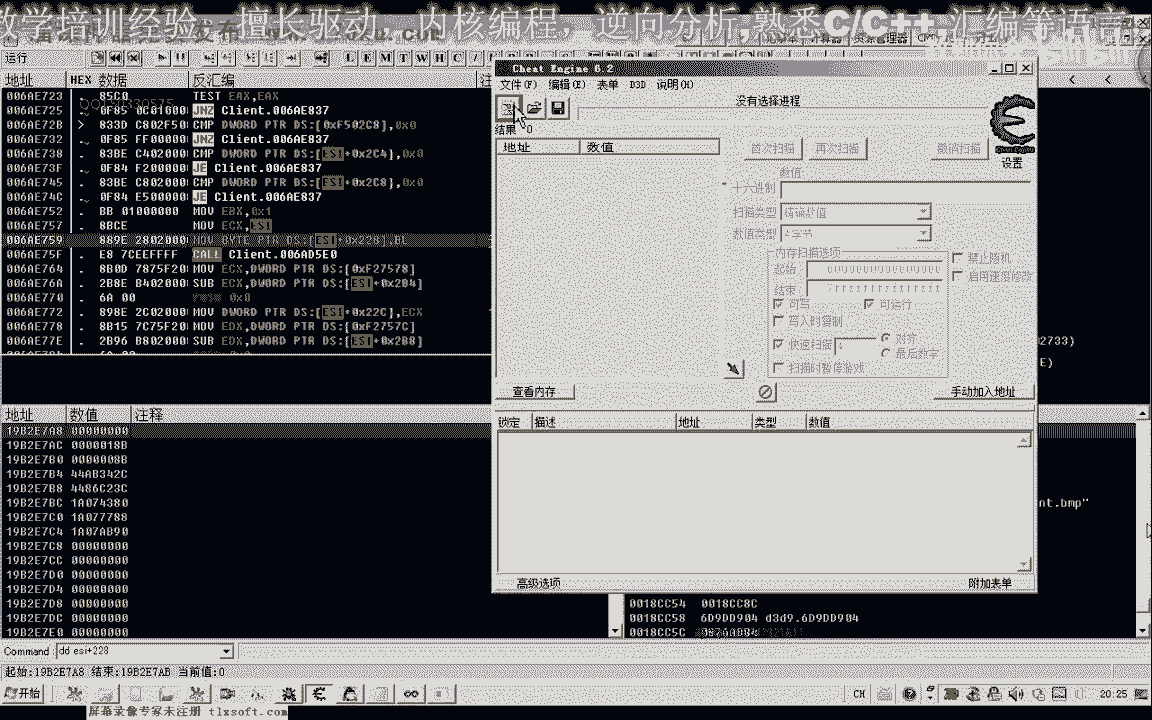 教学培训经验，擅长驱动、内核编程，逆向分析,熟悉C/C++ 汇编等语言
运行
L E M T W H C
地址 HEX 数据 反汇编
006AE723 . 85C0 TEST EAX,EAX
006AE725 JNZ Client.006AE837
006AE72B > 833D C802F50 CMP DWORD PTR DS:[0xF502C8],0x0
006AE732 . 0F85 FF00000 JNZ Client.006AE837
006AE738 . 83BE C402000 CMP DWORD PTR DS:[ESI+0x2C4],0x0
006AE73F . 0F84 F200000 JE Client.006AE837
006AE745 . 83BE C802000 CMP DWORD PTR DS:[ESI+0x2C8],0x0
006AE74C . 0F84 E500000 JE Client.006AE837
006AE752 . BB 01000000 MOV EBX,0x1
006AE757 . 8BCE MOV ECX,ESI
006AE759 . 889E 2802000 MOV BYTE PTR DS:[ESI+0x228],BL
006AE75F . E8 7CEEFFFF CALL Client.006AD5E0
006AE764 . 8B0D 7875F20 MOV ECX,DWORD PTR DS:[0xF27578]
006AE76A . 2B8E B402000 SUB ECX,DWORD PTR DS:[ESI+0x2B4]
006AE770 . 6A 00 PUSH 0x0
006AE772 . 898E 2C02000 MOV DWORD PTR DS:[ESI+0x22C],ECX
006AE778 . 8B15 7C75F20 MOV EDX,DWORD PTR DS:[0xF2757C]
006AE77E . 2B96 B802000 SUB EDX,DWORD PTR DS:[ESI+0x2B8]
Cheat Engine 6.2
文件(F) 编辑(E) 表单 D3D 说明(H)
没有选择进程
结果: 0
地址 数值
首次扫描 再次扫描 撤销扫描
设置
数值:
十六进制
扫描类型 精确数值
数值类型 4字节
内存扫描选项
起始
结束
可写 可运行
写入时复制
快速扫描 4 对齐
最后数字
扫描时暂停游戏
禁止随机
启用速度修改
查看内存 手动加入地址
锁定 描述 地址 类型 数值
高级选项 附加表单
2733)
E)
nt.bmp"
地址 数值 注释
19B2E7A8 00000000
19B2E7AC 0000018B
19B2E7B0 0000008B
19B2E7B4 44AB342C
19B2E7B8 4486C23C
19B2E7BC 1A074380
19B2E7C0 1A077788
19B2E7C4 1A07AB90
19B2E7C8 00000000
19B2E7CC 00000000
19B2E7D0 00000000
19B2E7D4 00000000
19B2E7D8 00000000
19B2E7DC 00000000
19B2E7E0 00000000
0018CC54 0018CC8C
0018CC58 6D9DD904 d3d9.6D9DD904
0018CC5C
Command: dd esi+228
起始:19B2E7A8 结束:19B2E7AB 当前值:0
开始 CH 20:25
屏幕录像专家未注册 tlxsoft.com